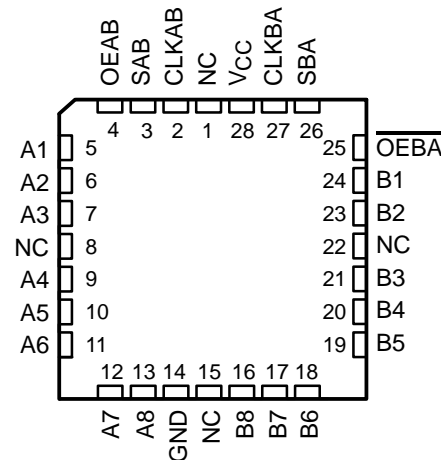 OEAB SAB CLKAB NC VCC CLKBA SBA
4 3 2 1 28 27 26
A1 5 25 O̅E̅B̅A̅
A2 6 24 B1
A3 7 23 B2
NC 8 22 NC
A4 9 21 B3
A5 10 20 B4
A6 11 19 B5
12 13 14 15 16 17 18
A7 A8 GND NC B8 B7 B6